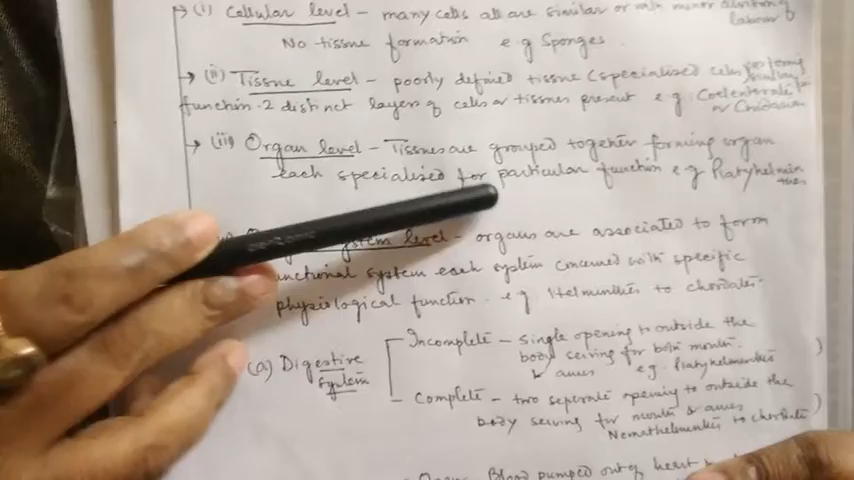 (i) Cellular level - many cells all are similar or with minor division of labour
No tissue formation e.g Sponges
(ii) Tissue level - poorly defined tissue (specialised cells performing similar
function. 2 distinct layers of cells or tissues present e.g. Coelenterate or Cnidarian
(iii) Organ level - Tissues are grouped together forming organ
each specialised for particular function e.g Platyhelminthes
system level - organs are associated to form
functional system each system concerned with specific
physiological function. e.g Helminthes to chordates.
(a) Digestive system
Incomplete - single opening to outside the
body serving for both mouth
& anus e.g. Platyhelminthes
Complete - two seperate opening to outside the
body serving for mouth & anus
Nemathelminthes to chordate
Blood pumped out of heart